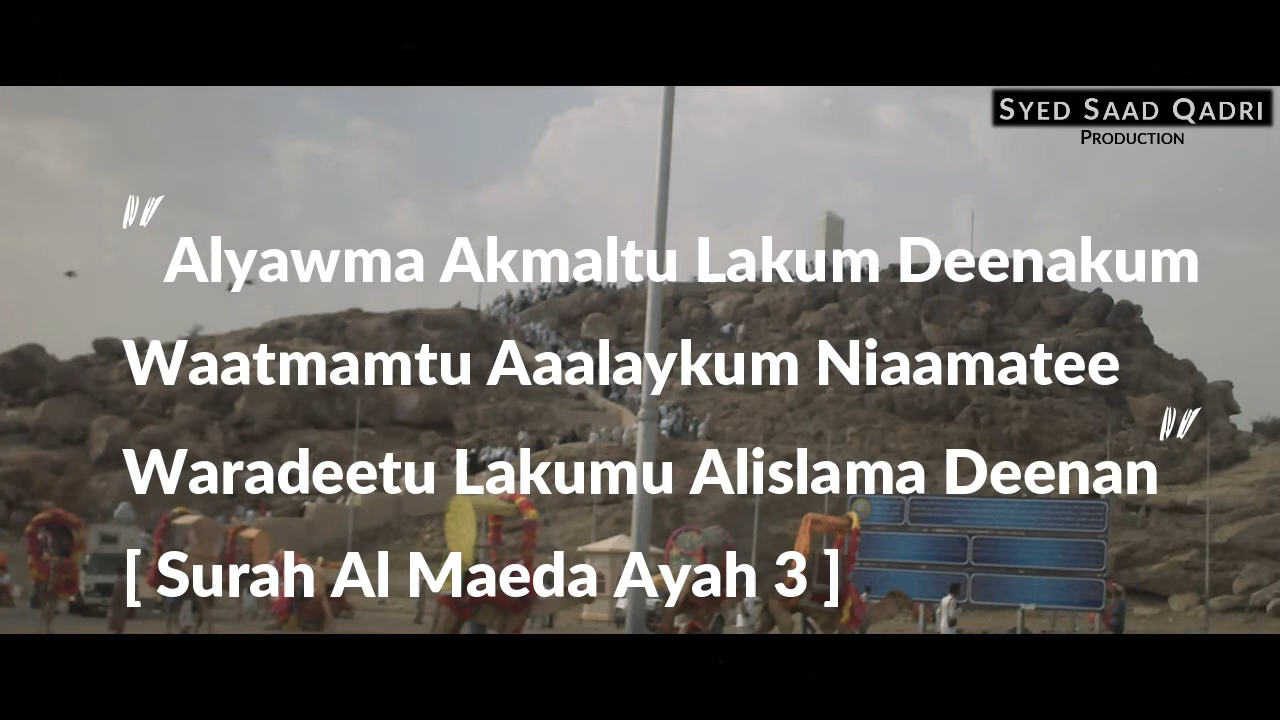 SYED SAAD QADRI
PRODUCTION
" Alyawma Akmaltu Lakum Deenakum
Waatmamtu Aaalaykum Niaamatee
Waradeetu Lakumu Alislama Deenan "
[ Surah Al Maeda Ayah 3 ]